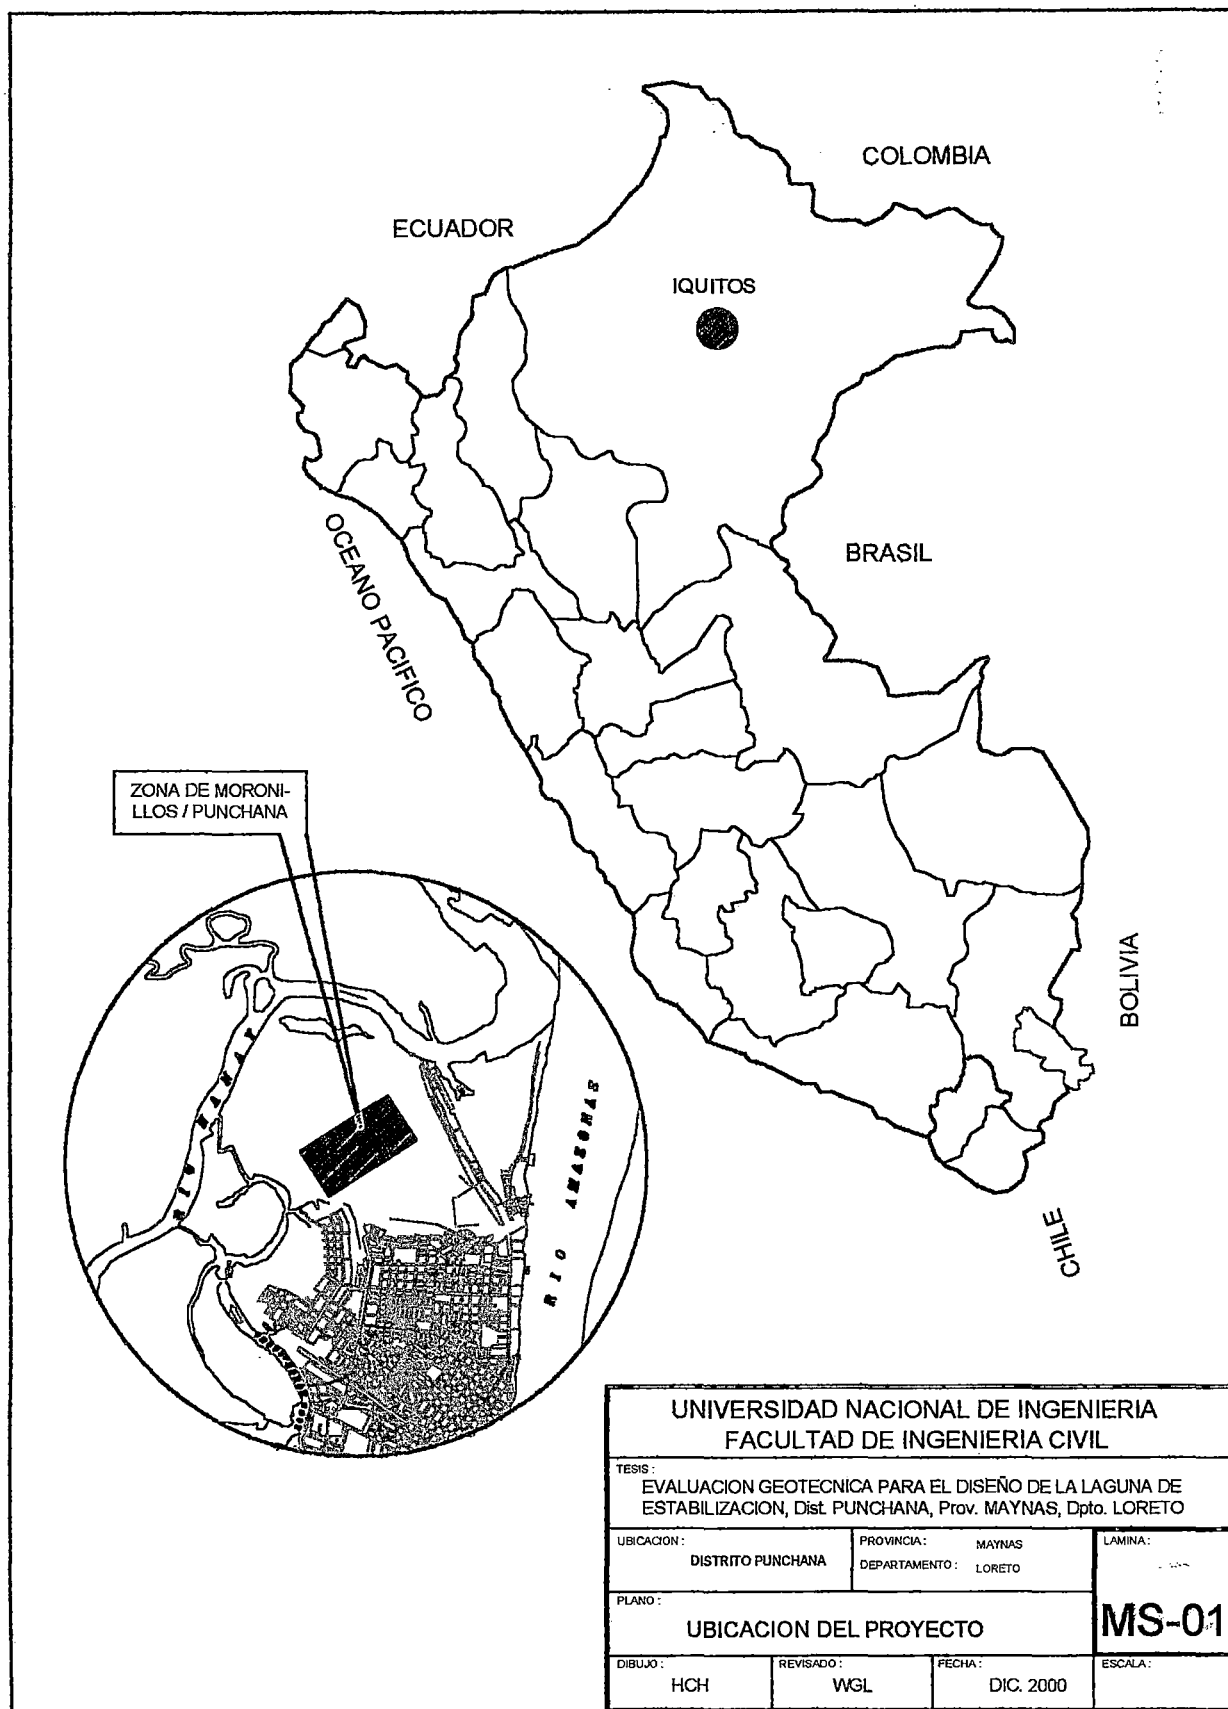 COLOMBIA
ECUADOR
IQUITOS
BRASIL
OCEANO PACIFICO
ZONA DE MORONI-
LLOS / PUNCHANA
BOLIVIA
RIO NANAY
RIO AMAZONAS
CHILE
UNIVERSIDAD NACIONAL DE INGENIERIA
FACULTAD DE INGENIERIA CIVIL
TESIS :
EVALUACION GEOTECNICA PARA EL DISEÑO DE LA LAGUNA DE
ESTABILIZACION, Dist. PUNCHANA, Prov. MAYNAS, Dpto. LORETO
UBICACION :
DISTRITO PUNCHANA
PROVINCIA : MAYNAS
DEPARTAMENTO : LORETO
LAMINA :
MS-01
PLANO :
UBICACION DEL PROYECTO
DIBUJO :
HCH
REVISADO :
WGL
FECHA :
DIC. 2000
ESCALA :